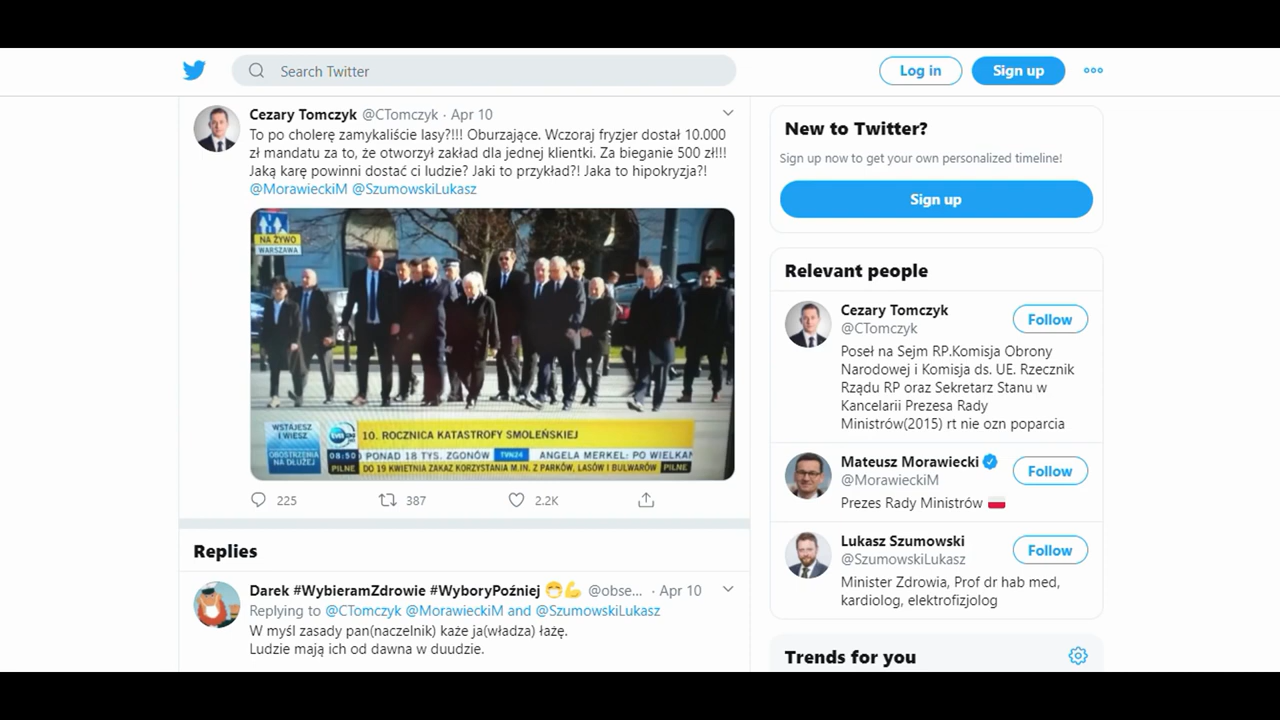 Search Twitter
Log in
Sign up
Cezary Tomczyk @CTomczyk · Apr 10
To po cholerę zamykaliście lasy?!!! Oburzające. Wczoraj fryzjer dostał 10.000
zł mandatu za to, że otworzył zakład dla jednej klientki. Za bieganie 500 zł!!!
Jaką karę powinni dostać ci ludzie? Jaki to przykład?! Jaka to hipokryzja?!
@MorawieckiM @SzumowskiLukasz
NA ŻYWO
WARSZAWA
WSTAJESZ
I WIESZ
OBOSTRZENIA
NA DŁUŻEJ
10. ROCZNICA KATASTROFY SMOLEŃSKIEJ
08:50
PONAD 18 TYS. ZGONÓW TVN24 ANGELA MERKEL: PO WIELKAN
PILNE DO 19 KWIETNIA ZAKAZ KORZYSTANIA M.IN. Z PARKÓW, LASÓW I BULWARÓW PILNE
225
387
2.2K
Replies
Darek #WybieramZdrowie #WyboryPoźniej 😷💪 @obse... · Apr 10
Replying to @CTomczyk @MorawieckiM and @SzumowskiLukasz
W myśl zasady pan(naczelnik) każe ja(władza) łażę.
Ludzie mają ich od dawna w duudzie.
New to Twitter?
Sign up now to get your own personalized timeline!
Sign up
Relevant people
Cezary Tomczyk
@CTomczyk
Follow
Poseł na Sejm RP.Komisja Obrony
Narodowej i Komisja ds. UE. Rzecznik
Rządu RP oraz Sekretarz Stanu w
Kancelarii Prezesa Rady
Ministrów(2015) rt nie ozn poparcia
Mateusz Morawiecki
@MorawieckiM
Follow
Prezes Rady Ministrów 🇵🇱
Lukasz Szumowski
@SzumowskiLukasz
Follow
Minister Zdrowia, Prof dr hab med,
kardiolog, elektrofizjolog
Trends for you